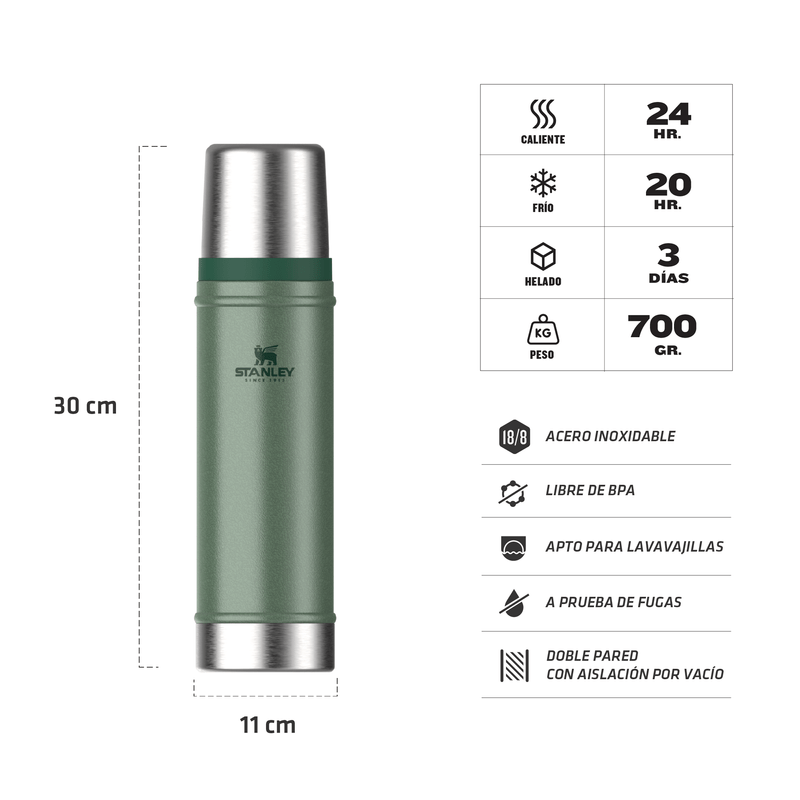 CALIENTE
24
HR.
FRÍO
20
HR.
HELADO
3
DÍAS
KG
PESO
700
GR.
STANLEY
SINCE 1913
30 cm
11 cm
18/8
ACERO INOXIDABLE
LIBRE DE BPA
APTO PARA LAVAVAJILLAS
A PRUEBA DE FUGAS
DOBLE PARED
CON AISLACIÓN POR VACÍO